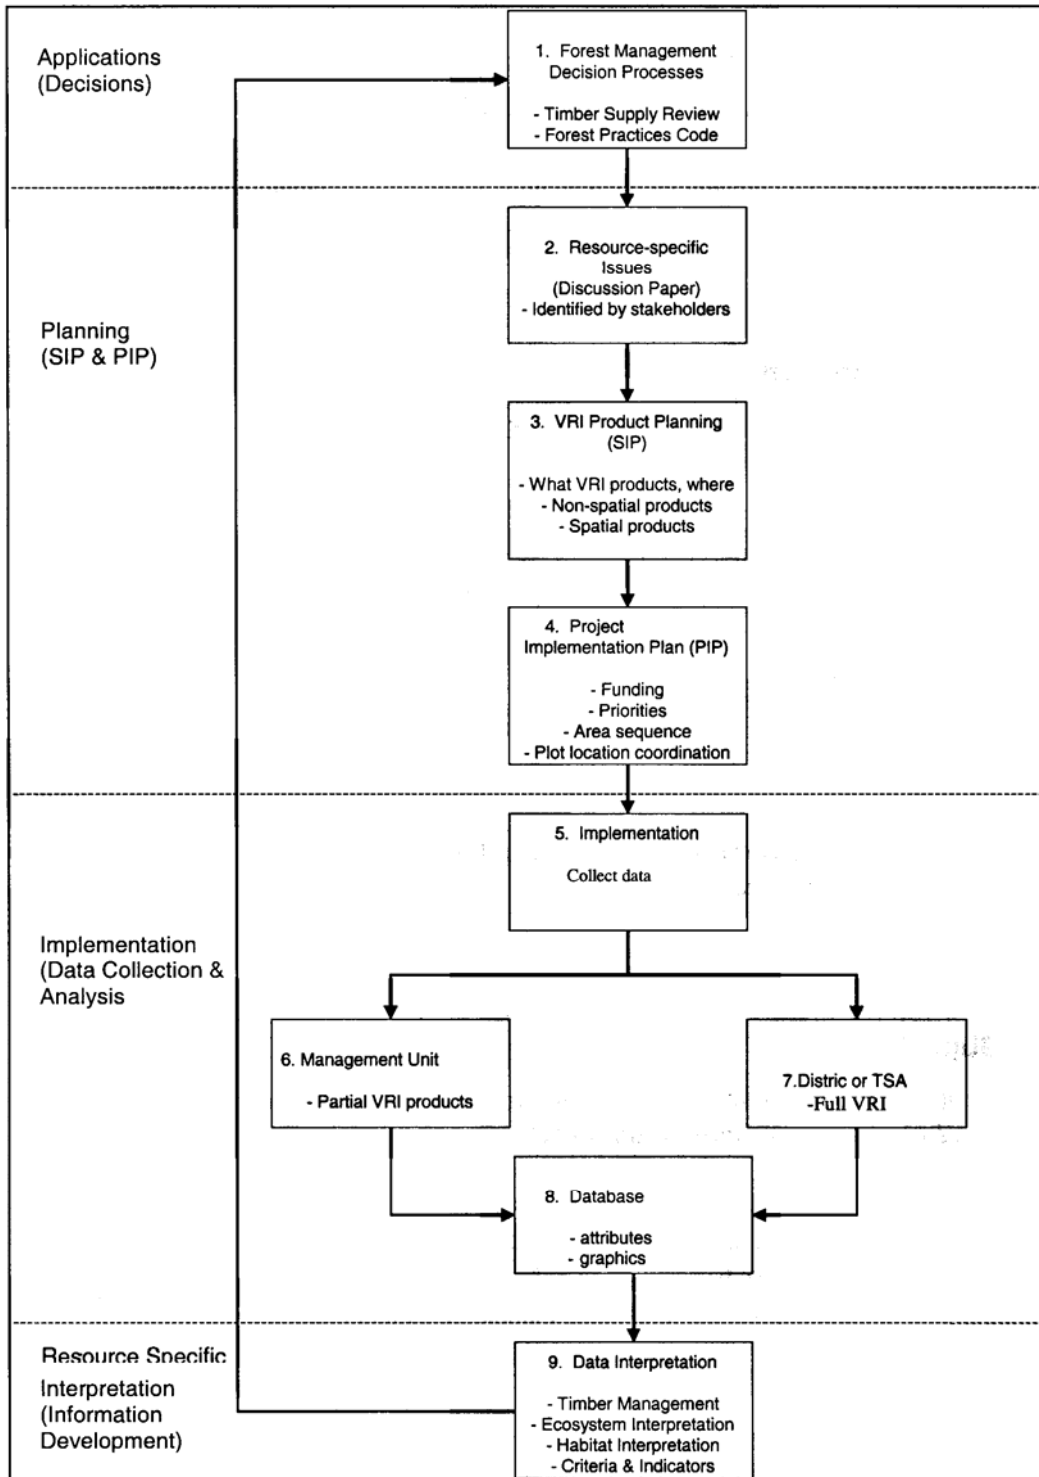 Applications
(Decisions)
1. Forest Management
Decision Processes
- Timber Supply Review
- Forest Practices Code
Planning
(SIP & PIP)
2. Resource-specific
Issues
(Discussion Paper)
- Identified by stakeholders
3. VRI Product Planning
(SIP)
- What VRI products, where
- Non-spatial products
- Spatial products
4. Project
Implementation Plan (PIP)
- Funding
- Priorities
- Area sequence
- Plot location coordination
Implementation
(Data Collection &
Analysis
5. Implementation
Collect data
6. Management Unit
- Partial VRI products
7.Distric or TSA
-Full VRI
8. Database
- attributes
- graphics
Resource Specific
Interpretation
(Information
Development)
9. Data Interpretation
- Timber Management
- Ecosystem Interpretation
- Habitat Interpretation
- Criteria & Indicators